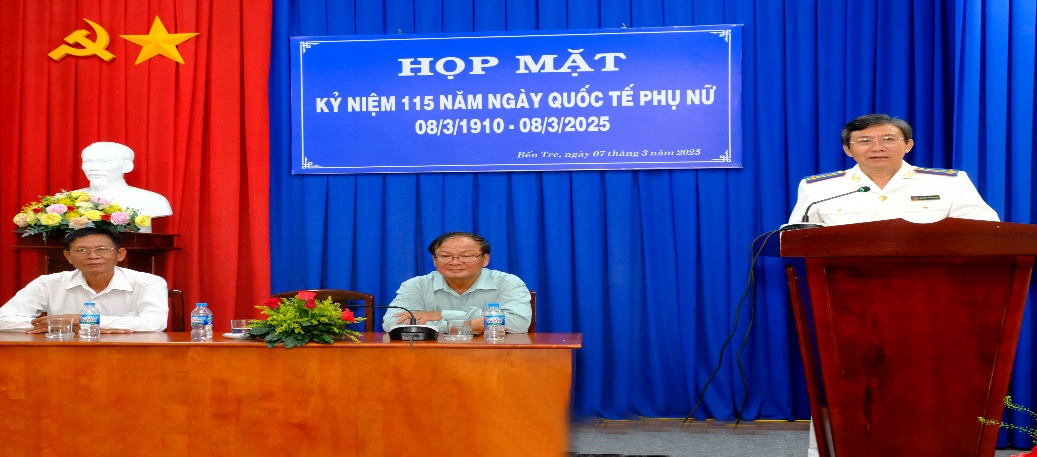 HỌP MẶT
KỶ NIỆM 115 NĂM NGÀY QUỐC TẾ PHỤ NỮ
08/3/1910 - 08/3/2025
Bến Tre, ngày 07 tháng 3 năm 2025